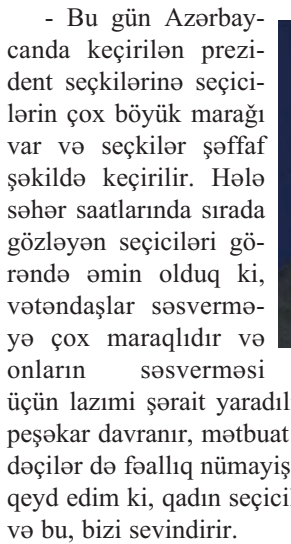 - Bu gün Azərbay-
canda keçirilən prezi-
dent seçkilərinə seçici-
lərin çox böyük marağı
var və seçkilər şəffaf
şəkildə keçirilir. Hələ
səhər saatlarında sırada
gözləyən seçiciləri gö-
rəndə əmin olduq ki,
vətəndaşlar səsvermə-
yə çox maraqlıdır və
onların səsverməsi
üçün lazımi şərait
peşəkar davranır, mətbuat
dəçilər də fəallıq nümayiş
qeyd edim ki, qadın
və bu, bizi sevindirir.